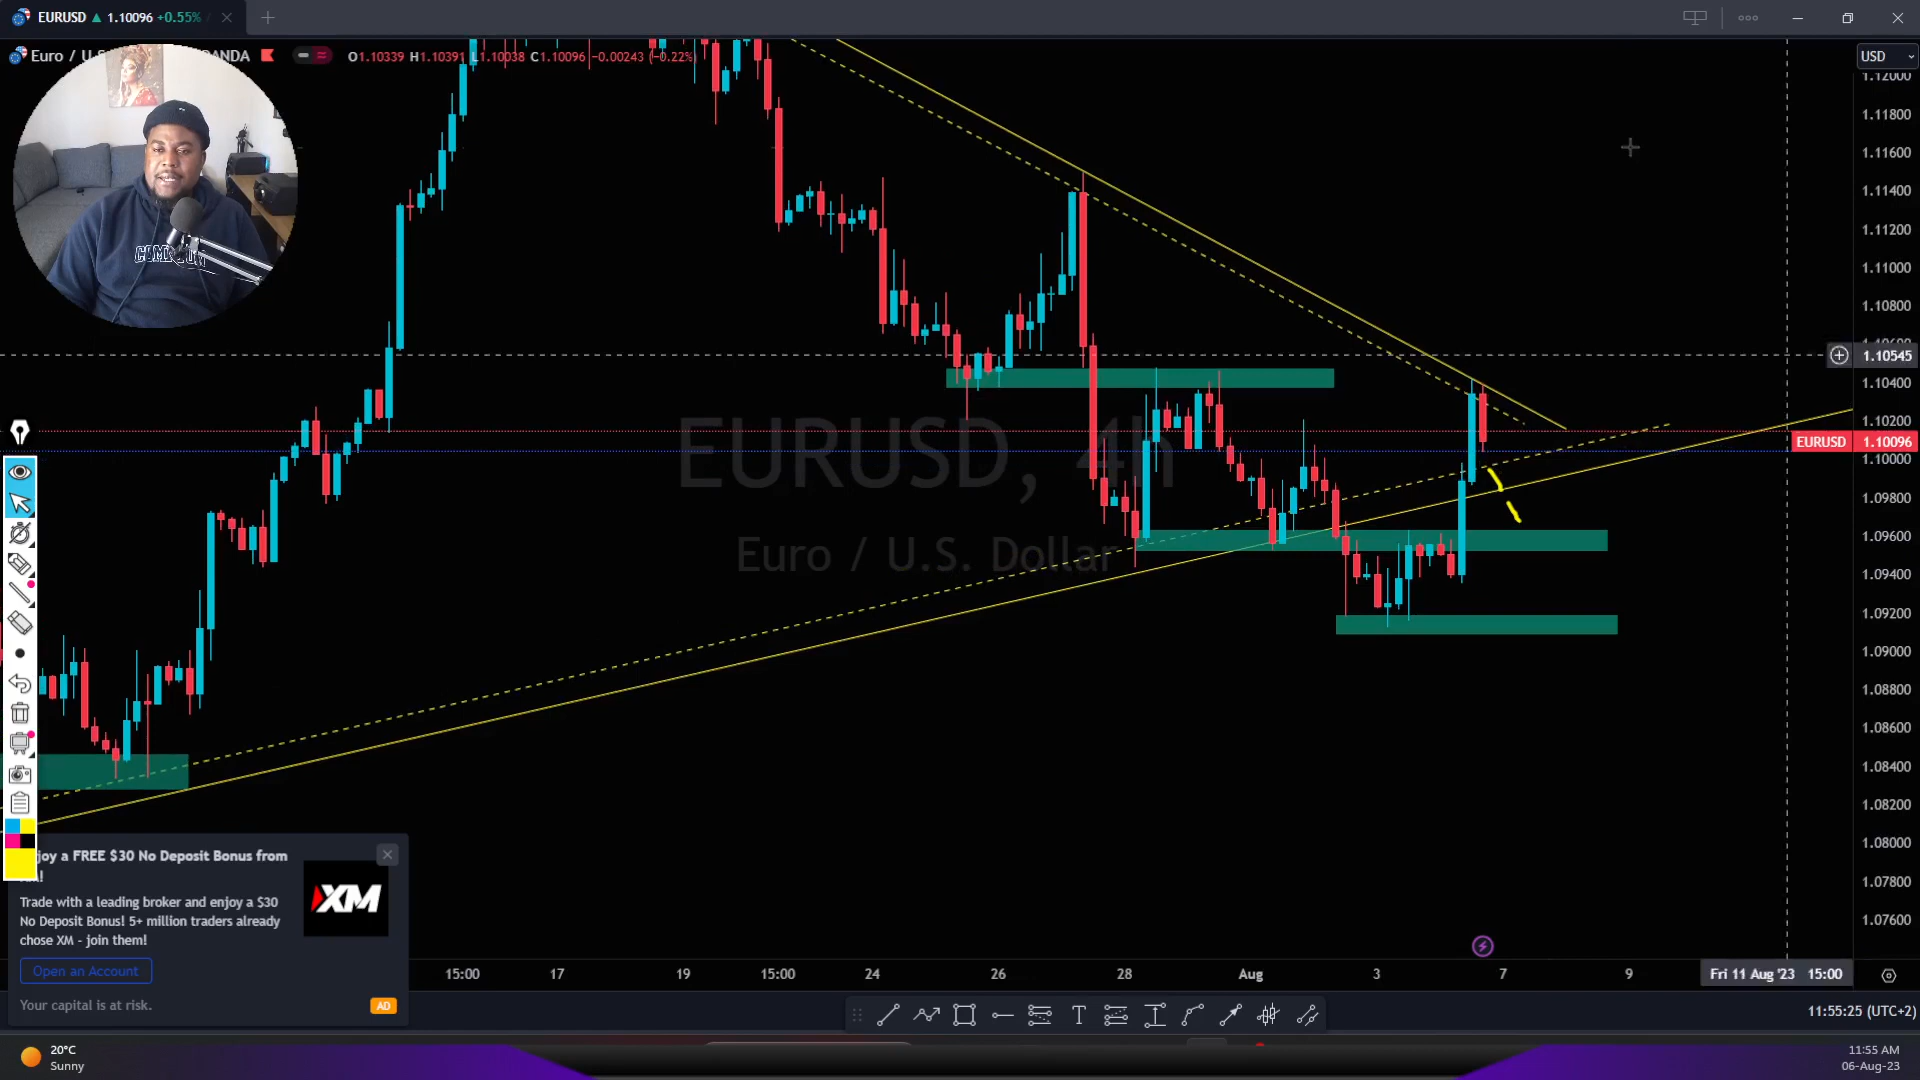 EURUSD ▲ 1.10096 +0.55%
Euro / U. ANDA O1.10339 H1.10391 L1.10038 C1.10096 −0.00243 (−0.22%)
USD
1.12000
1.11800
1.11600
1.11400
1.11200
1.11000
1.10800
1.10600
1.10545
1.10400
1.10200
EURUSD 1.10096
1.10000
1.09800
1.09600
1.09400
1.09200
1.09000
1.08800
1.08600
1.08400
1.08200
1.08000
1.07800
1.07600
EURUSD, 4h
Euro / U.S. Dollar
joy a FREE $30 No Deposit Bonus from
XM
Trade with a leading broker and enjoy a $30
No Deposit Bonus! 5+ million traders already
chose XM - join them!
Open an Account
Your capital is at risk.
AD
15:00 17 19 15:00 24 26 28 Aug 3 7 9 Fri 11 Aug '23 15:00
11:55:25 (UTC+2)
20°C
Sunny
11:55 AM
06-Aug-23